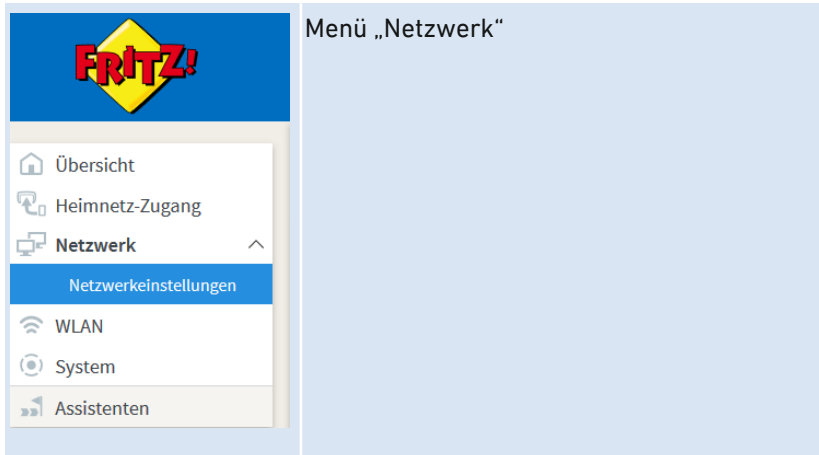 FRITZ!
Menü „Netzwerk“
Übersicht
Heimnetz-Zugang
Netzwerk
Netzwerkeinstellungen
WLAN
System
Assistenten